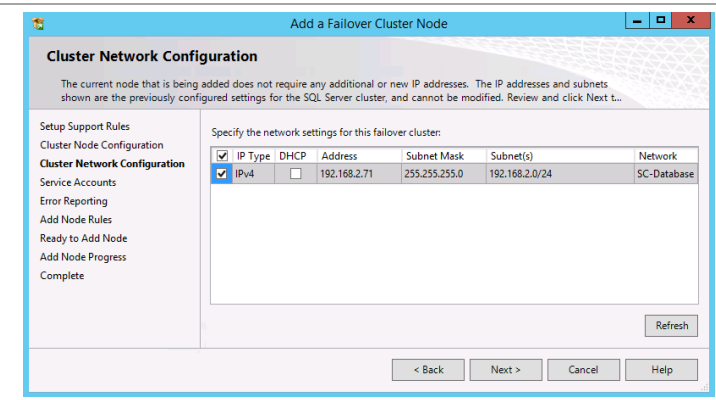 Add a Failover Cluster Node
Cluster Network Configuration
The current node that is being added does not require any additional or new IP addresses. The IP addresses and subnets
shown are the previously configured settings for the SQL Server cluster, and cannot be modified. Review and click Next t...
Setup Support Rules
Cluster Node Configuration
Cluster Network Configuration
Service Accounts
Error Reporting
Add Node Rules
Ready to Add Node
Add Node Progress
Complete
Specify the network settings for this failover cluster:
IP Type DHCP Address Subnet Mask Subnet(s) Network
IPv4 192.168.2.71 255.255.255.0 192.168.2.0/24 SC-Database
Refresh
< Back Next > Cancel Help